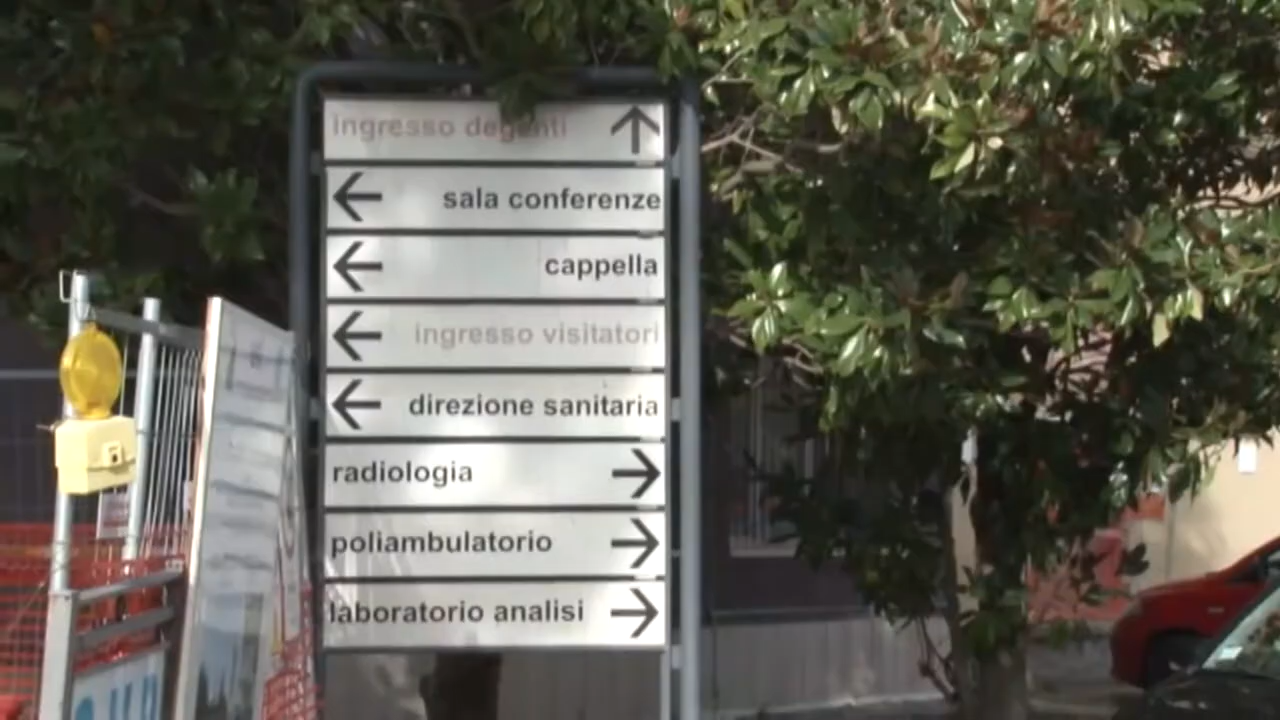 ingresso degenti
sala conferenze
cappella
ingresso visitatori
direzione sanitaria
radiologia
poliambulatorio
laboratorio analisi